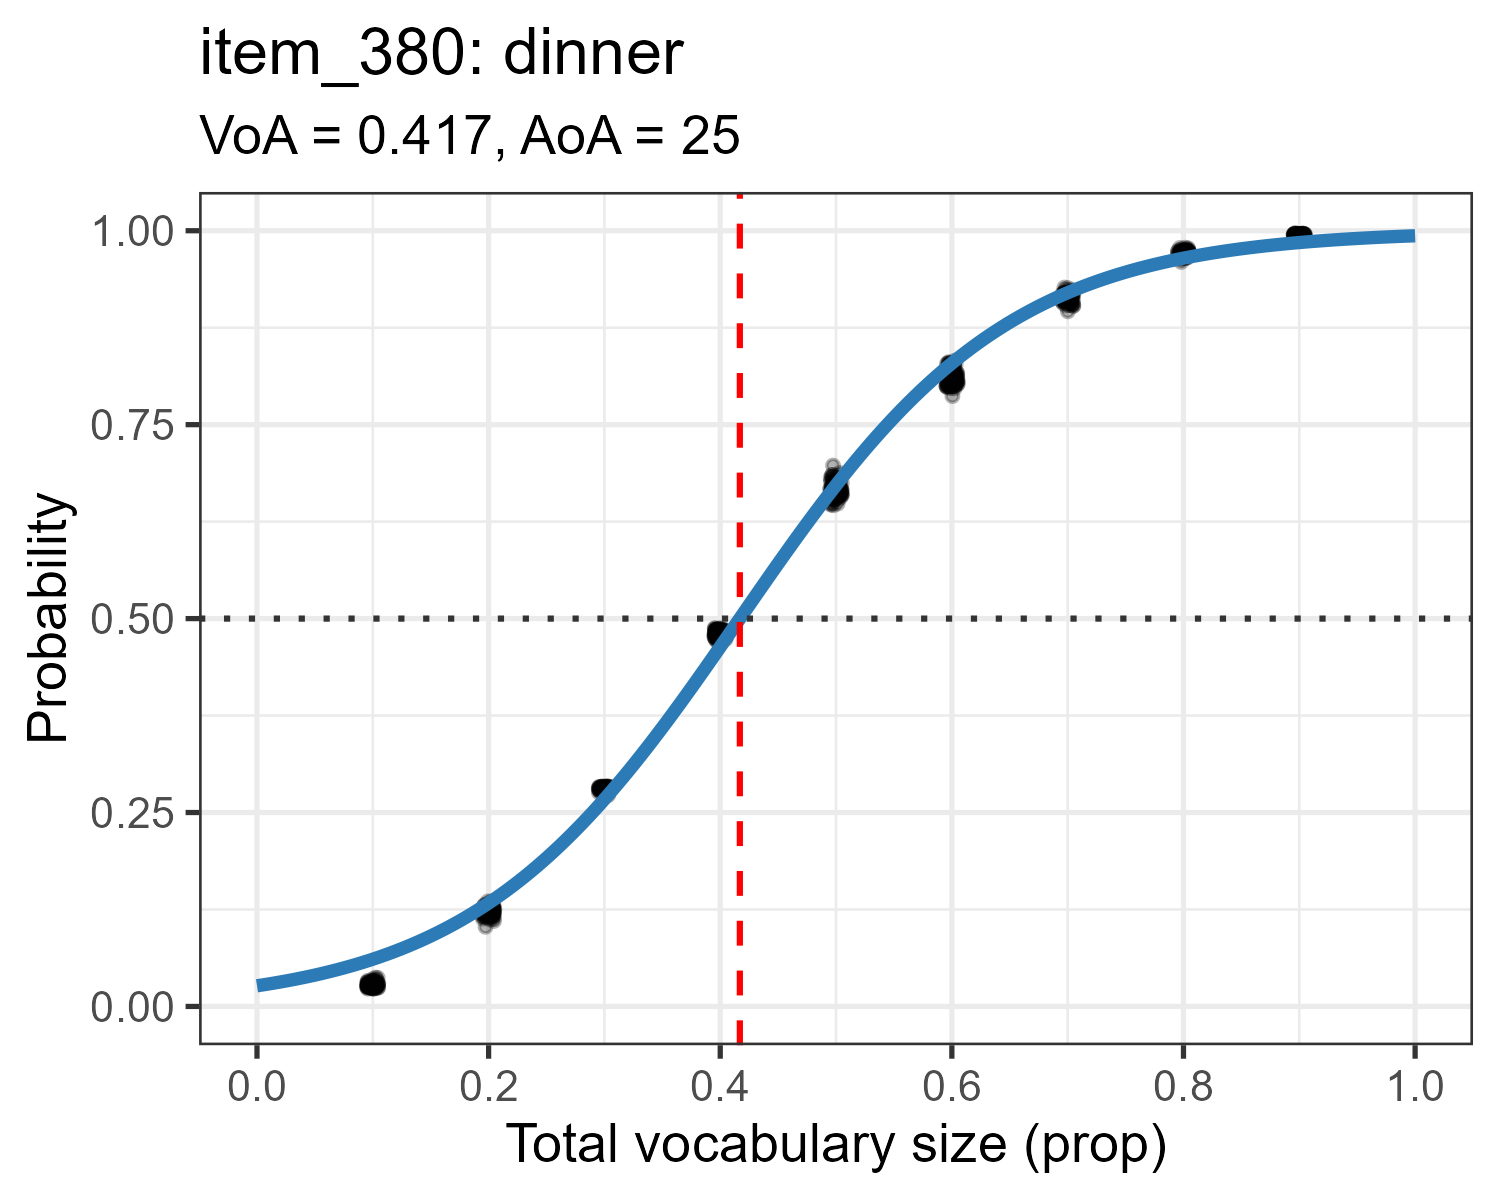 item_380: dinner
VoA = 0.417, AoA = 25
Probability
1.00
0.75
0.50
0.25
0.00
0.0 0.2 0.4 0.6 0.8 1.0
Total vocabulary size (prop)